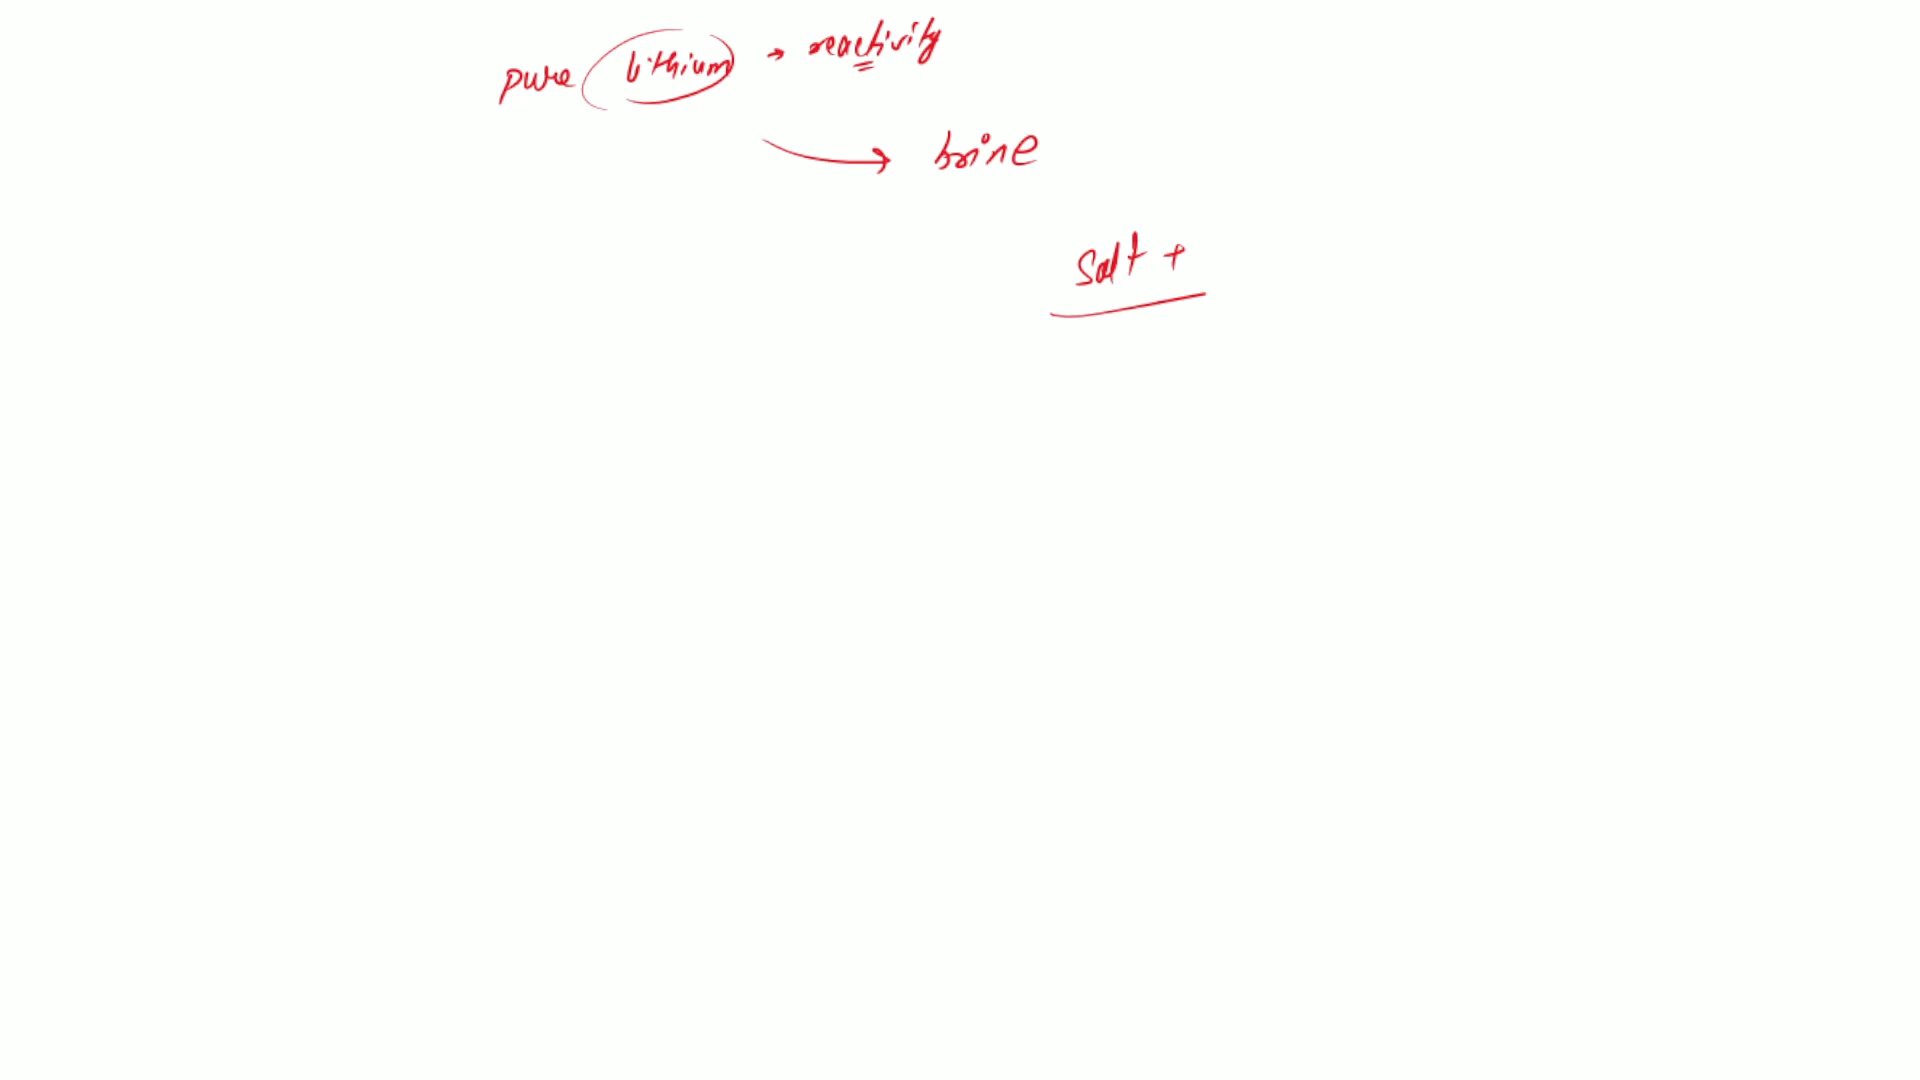 pure lithium → reactivity
→ brine
Salt +